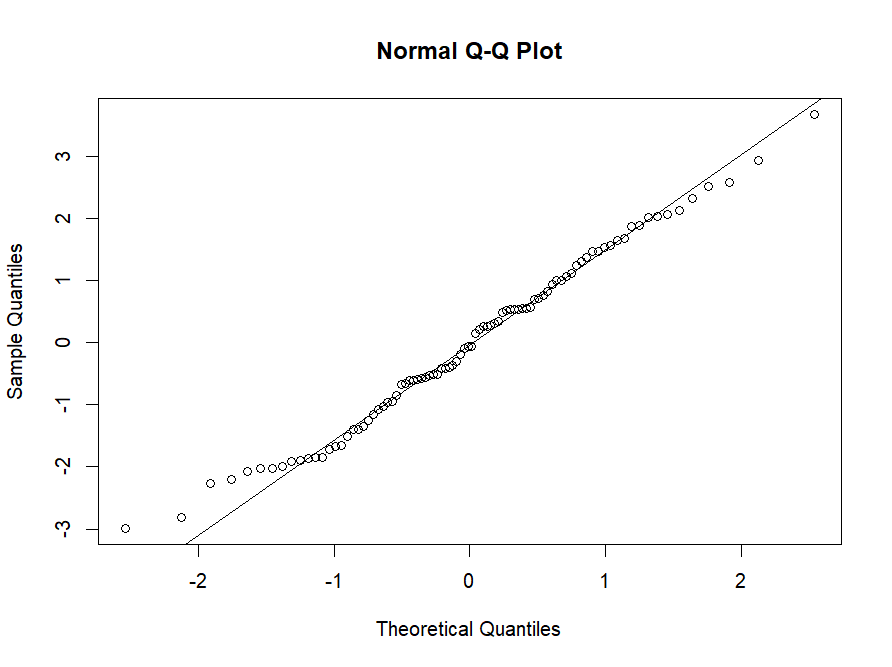 Normal Q-Q Plot
3
2
1
0
-1
-2
-3
Sample Quantiles
-2 -1 0 1 2
Theoretical Quantiles